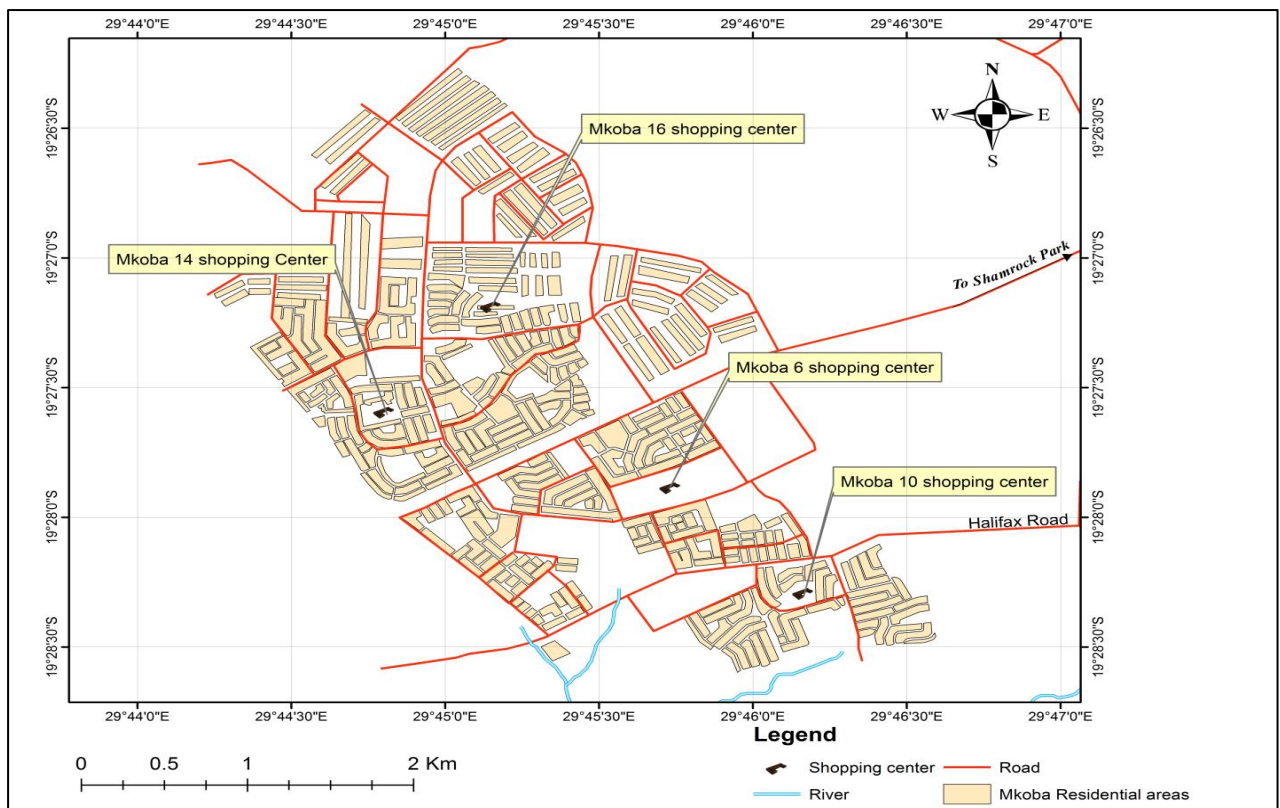 29°44'0"E 29°44'30"E 29°45'0"E 29°45'30"E 29°46'0"E 29°46'30"E 29°47'0"E
N
W E
S
19°26'30"S 19°26'30"S
Mkoba 16 shopping center
19°27'0"S 19°27'0"S
Mkoba 14 shopping Center
To Shamrock Park
19°27'30"S 19°27'30"S
Mkoba 6 shopping center
Mkoba 10 shopping center
19°28'0"S 19°28'0"S
Halifax Road
19°28'30"S 19°28'30"S
29°44'0"E 29°44'30"E 29°45'0"E 29°45'30"E 29°46'0"E 29°46'30"E 29°47'0"E
Legend
0 0.5 1 2 Km
Shopping center Road
River Mkoba Residential areas